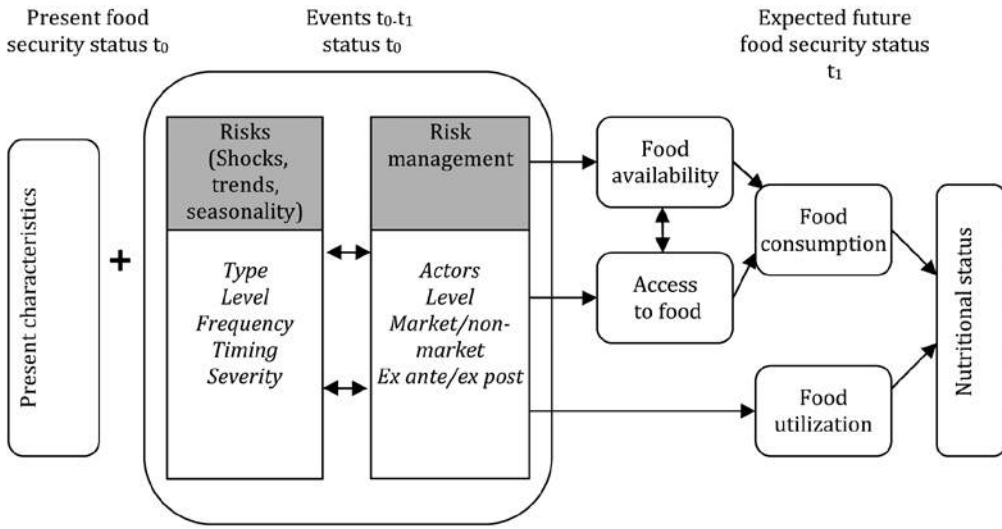 Present food
security status t₀
Events t₀-t₁
status t₀
Expected future
food security status
t₁
Present characteristics
+
Risks
(Shocks,
trends,
seasonality)
Type
Level
Frequency
Timing
Severity
Risk
management
Actors
Level
Market/non-
market
Ex ante/ex post
Food
availability
Access
to food
Food
consumption
Food
utilization
Nutritional status